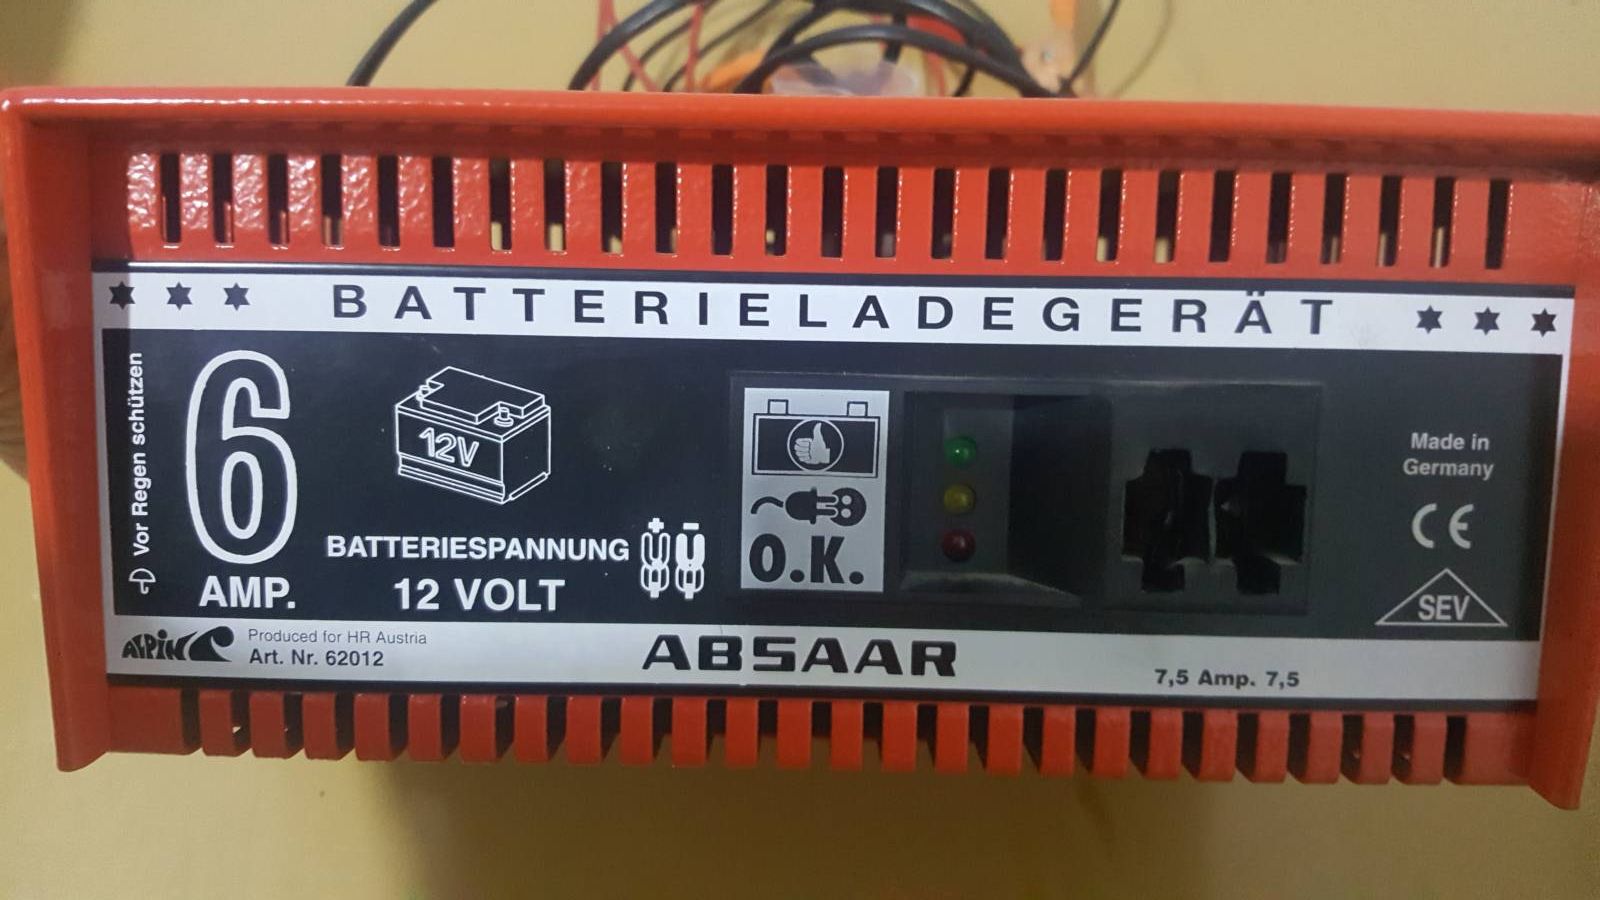 BATTERIELADEGERÄT
Vor Regen schützen
6
AMP.
12V
BATTERIESPANNUNG
12 VOLT
+ -
O.K.
Made in
Germany
CE
SEV
ALPIN
Produced for HR Austria
Art. Nr. 62012
ABSAAR
7,5 Amp. 7,5